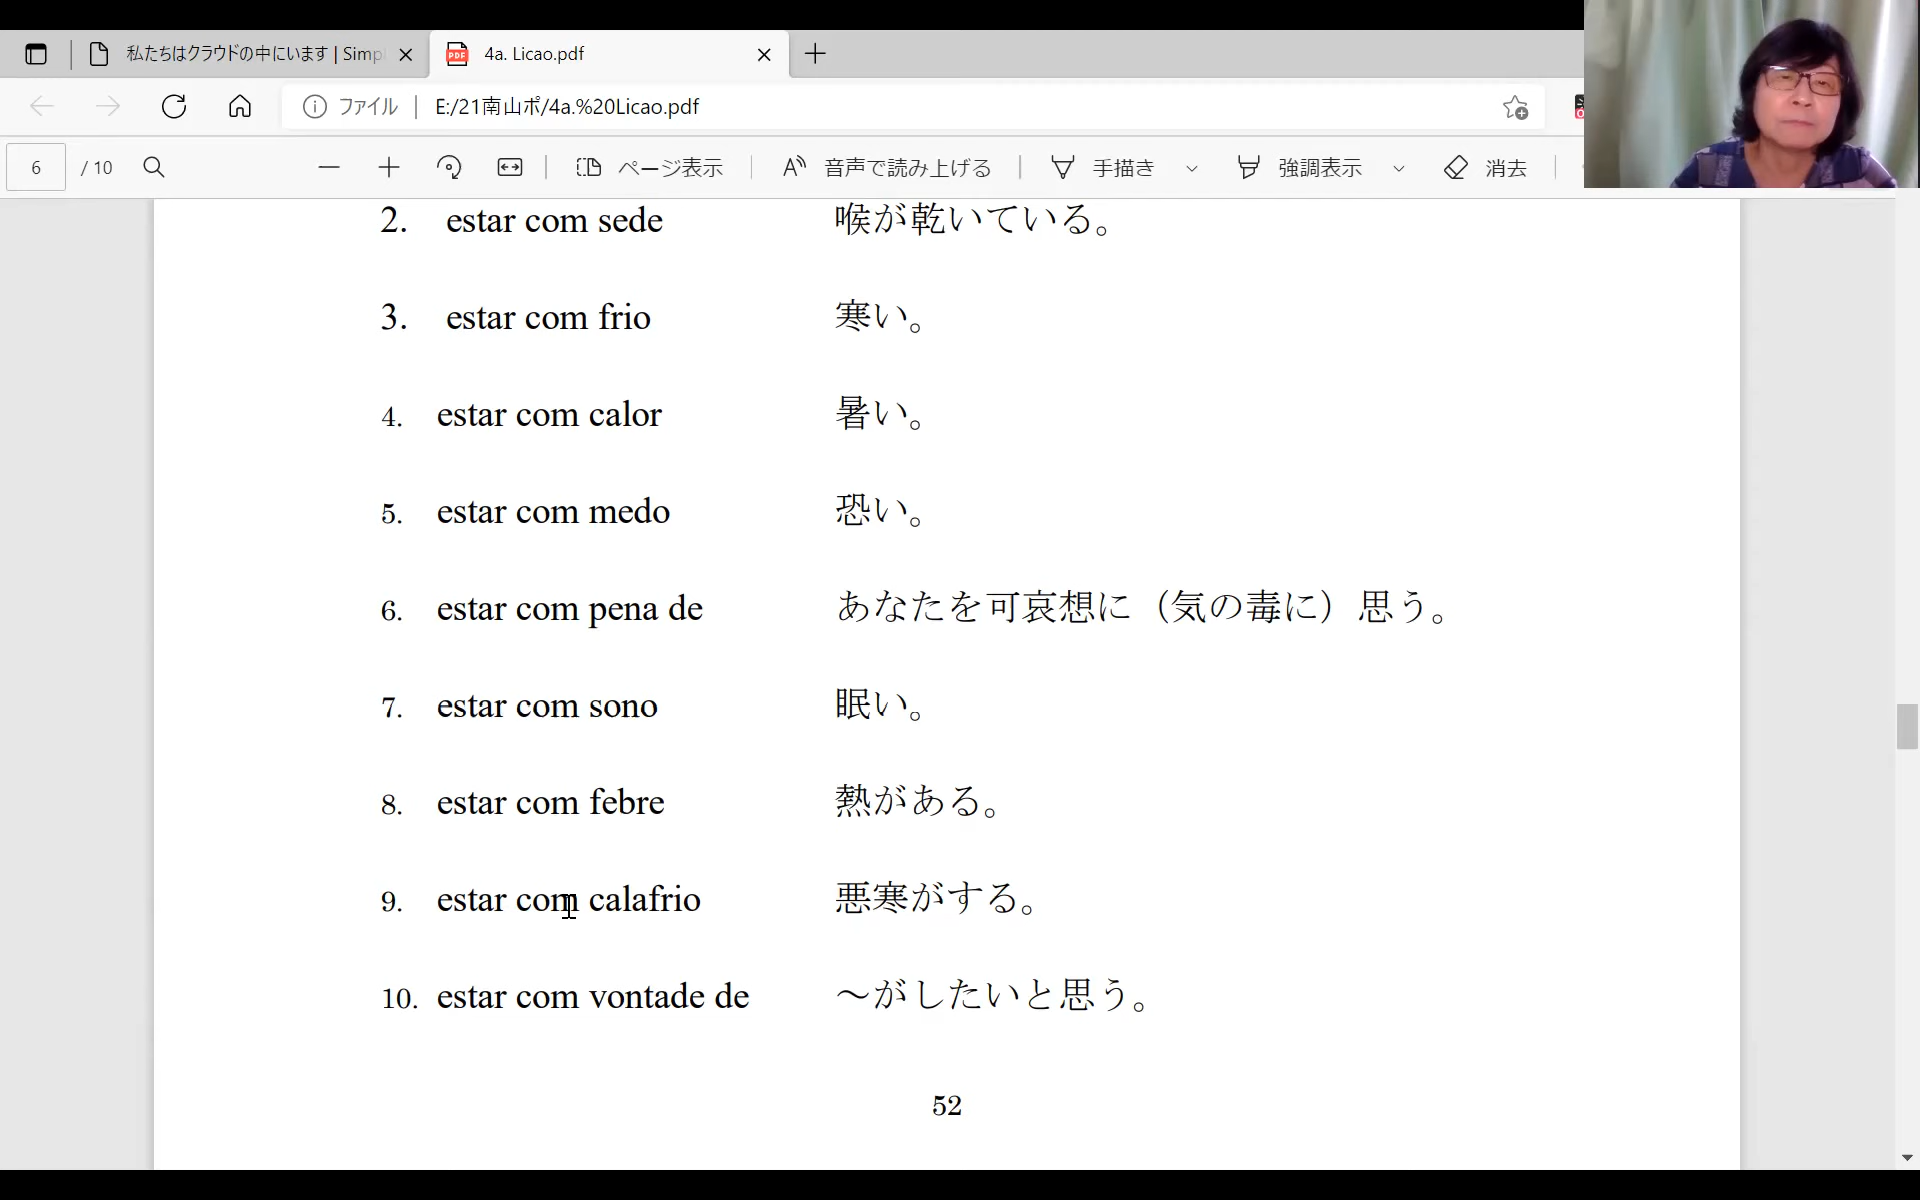 私たちはクラウドの中にいます | Simp
4a. Licao.pdf
ファイル
E:/21南山ポ/4a.%20Licao.pdf
6 / 10
ページ表示
音声で読み上げる
手描き
強調表示
消去
2. estar com sede 喉が乾いている。
3. estar com frio 寒い。
4. estar com calor 暑い。
5. estar com medo 恐い。
6. estar com pena de あなたを可哀想に（気の毒に）思う。
7. estar com sono 眠い。
8. estar com febre 熱がある。
9. estar com calafrio 悪寒がする。
10. estar com vontade de ～がしたいと思う。
52